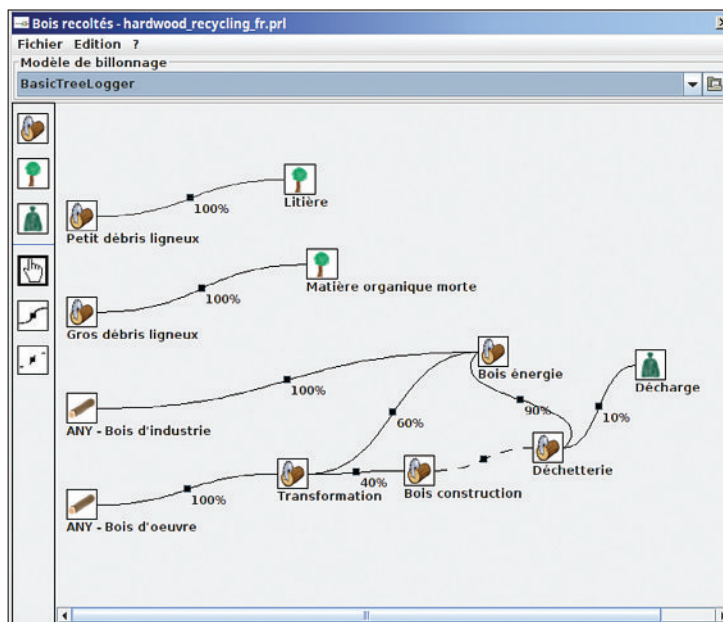 Bois recoltés - hardwood_recycling_fr.prl
Fichier Edition ?
Modèle de billonnage
BasicTreeLogger
100%
Litière
Petit débris ligneux
100%
Matière organique morte
Gros débris ligneux
100%
Bois énergie
Décharge
ANY - Bois d'industrie
60%
90%
10%
100%
Transformation
40%
Bois construction
Déchetterie
ANY - Bois d'oeuvre